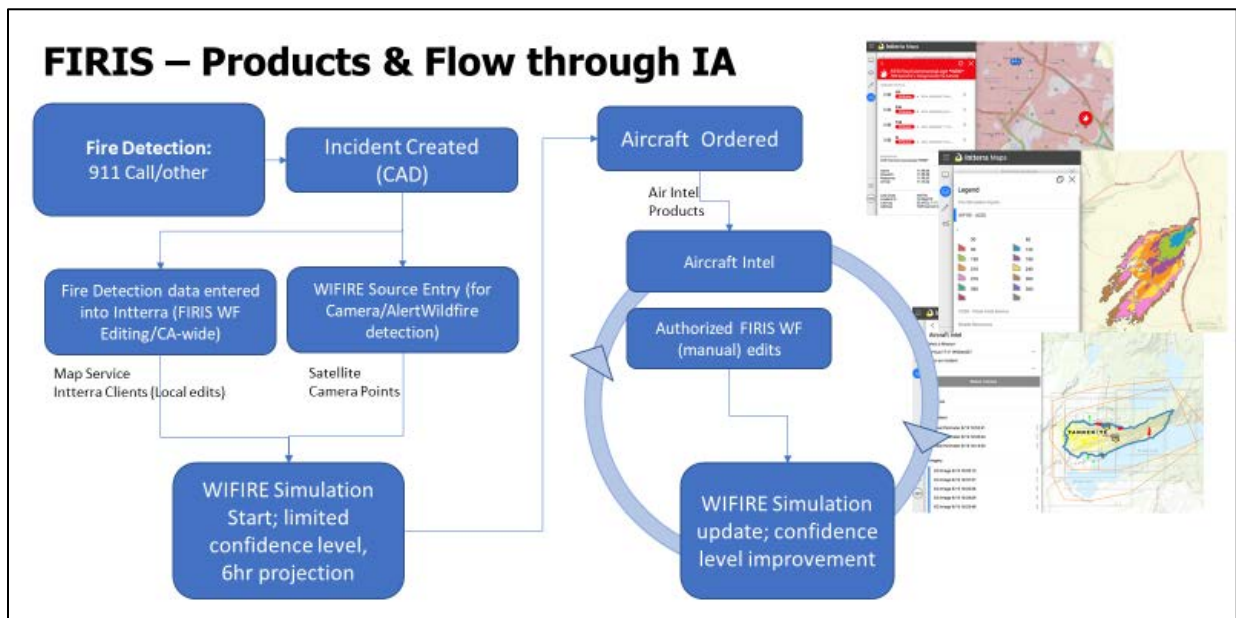 FIRIS – Products & Flow through IA
Fire Detection:
911 Call/other
Incident Created
(CAD)
Fire Detection data entered
into Intterra (FIRIS WF
Editing/CA-wide)
WIFIRE Source Entry (for
Camera/AlertWildfire
detection)
Map Service
Intterra Clients (Local edits)
Satellite
Camera Points
WIFIRE Simulation
Start; limited
confidence level,
6hr projection
Aircraft Ordered
Air Intel
Products
Aircraft Intel
Authorized FIRIS WF
(manual) edits
WIFIRE Simulation
update; confidence
level improvement
Intterra Maps
Intterra Maps
Legend
Aircraft Intel